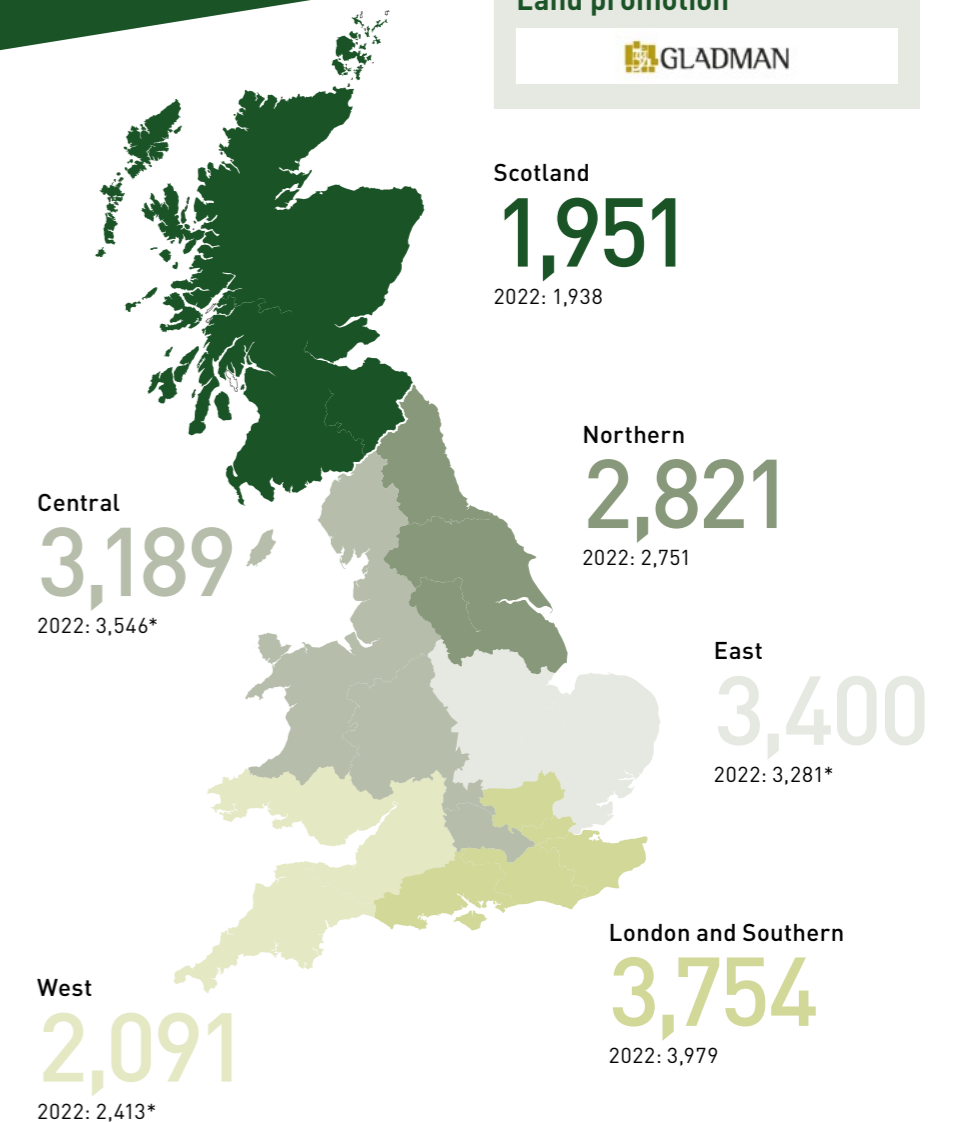 Land promotion
GLADMAN
Scotland
1,951
2022: 1,938
Northern
2,821
2022: 2,751
Central
3,189
2022: 3,546*
East
3,400
2022: 3,281*
London and Southern
3,754
2022: 3,979
West
2,091
2022: 2,413*